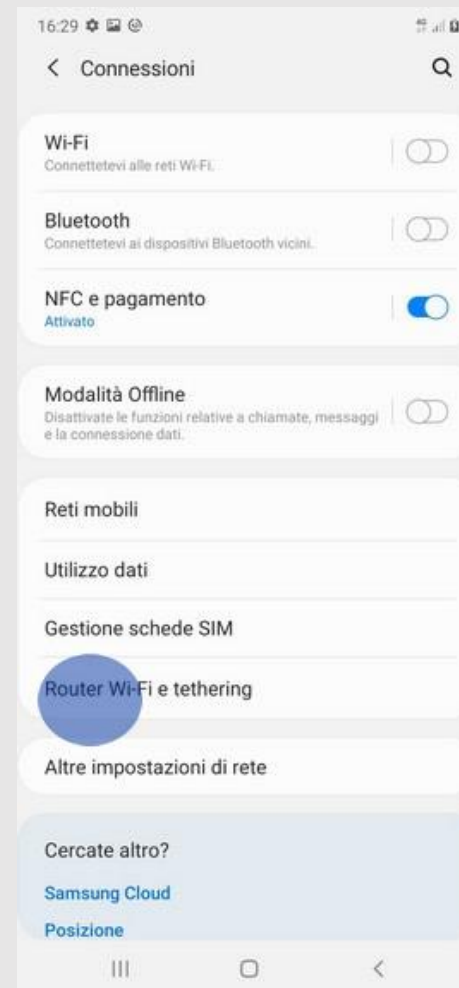 16:29
Connessioni
Wi-Fi
Connettetevi alle reti Wi-Fi.
Bluetooth
Connettetevi ai dispositivi Bluetooth vicini.
NFC e pagamento
Attivato
Modalità Offline
Disattivate le funzioni relative a chiamate, messaggi
e la connessione dati.
Reti mobili
Utilizzo dati
Gestione schede SIM
Router Wi-Fi e tethering
Altre impostazioni di rete
Cercate altro?
Samsung Cloud
Posizione